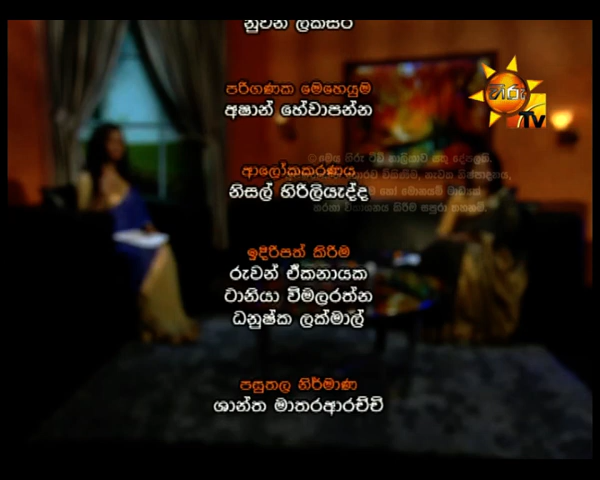 නුවන් ලක්සිරි
පරිගණක මෙහෙයුම
අෂාන් හේවාපන්න
හිරු
TV
ආලෝකකරණය
නිසල් හිරිලියැද්ද
ඉදිරිපත් කිරීම
රුවන් ඒකනායක
ටානියා විමලරත්න
ධනුෂ්ක ලක්මාල්
පසුතල නිර්මාණ
ශාන්ත මාතරආරච්චි